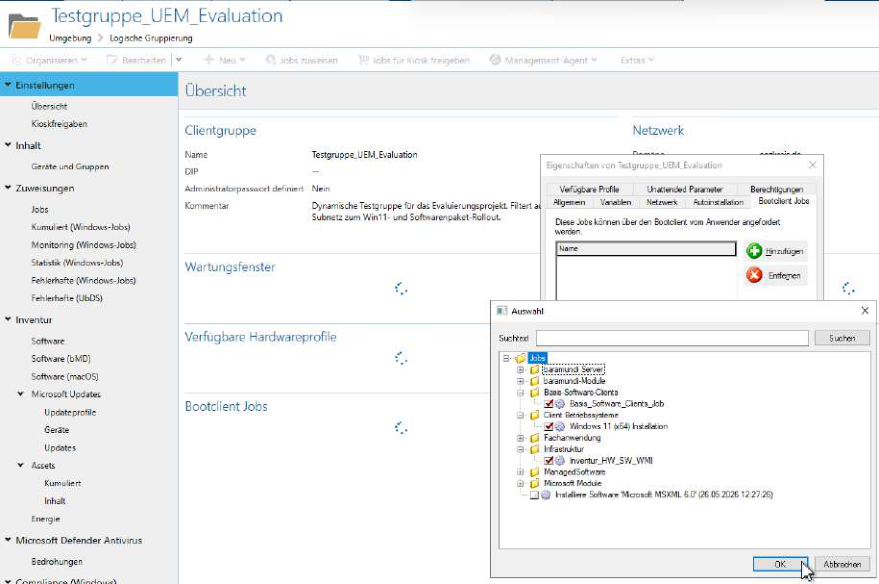 Testgruppe_UEM_Evaluation
Umgebung > Logische Gruppierung
Organisieren Bearbeiten Neu Jobs zuweisen Jobs für Kiosk freigeben Management-Agent Extras
Einstellungen
Übersicht
Kioskfreigaben
Inhalt
Geräte und Gruppen
Zuweisungen
Jobs
Kumuliert (Windows-Jobs)
Monitoring (Windows-Jobs)
Statistik (Windows-Jobs)
Fehlerhafte (Windows-Jobs)
Fehlerhafte (UbDS)
Inventur
Software
Software (bMD)
Software (macOS)
Microsoft Updates
Updateprofile
Geräte
Updates
Assets
Kumuliert
Inhalt
Energie
Microsoft Defender Antivirus
Bedrohungen
Compliance (Windows)
Übersicht
Clientgruppe
Name Testgruppe_UEM_Evaluation
DIP --
Administratorpasswort definiert Nein
Kommentar Dynamische Testgruppe für das Evaluierungsprojekt. Filtert au
Subnetz zum Win11- und Softwarepaket-Rollout.
Netzwerk
Wartungsfenster
Verfügbare Hardwareprofile
Bootclient Jobs
Eigenschaften von Testgruppe_UEM_Evaluation
Verfügbare Profile Unattended Parameter Berechtigungen
Allgemein Variablen Netzwerk Autoinstallation Bootclient Jobs
Diese Jobs können über den Bootclient vom Anwender angefordert
werden.
Name
Hinzufügen
Entfernen
Auswahl
Suchtext Suchen
Jobs
baramundi Server
baramundi-Module
Basis-Software-Clients
Basis_Software_Clients_Job
Client Betriebssysteme
Windows 11 (x64) Installation
Fachanwendung
Infrastruktur
Inventur_HW_SW_WMI
ManagedSoftware
Microsoft Module
Installiere Software "Microsoft MSXML 6.0" (26.05.2026 12:27:26)
OK Abbrechen